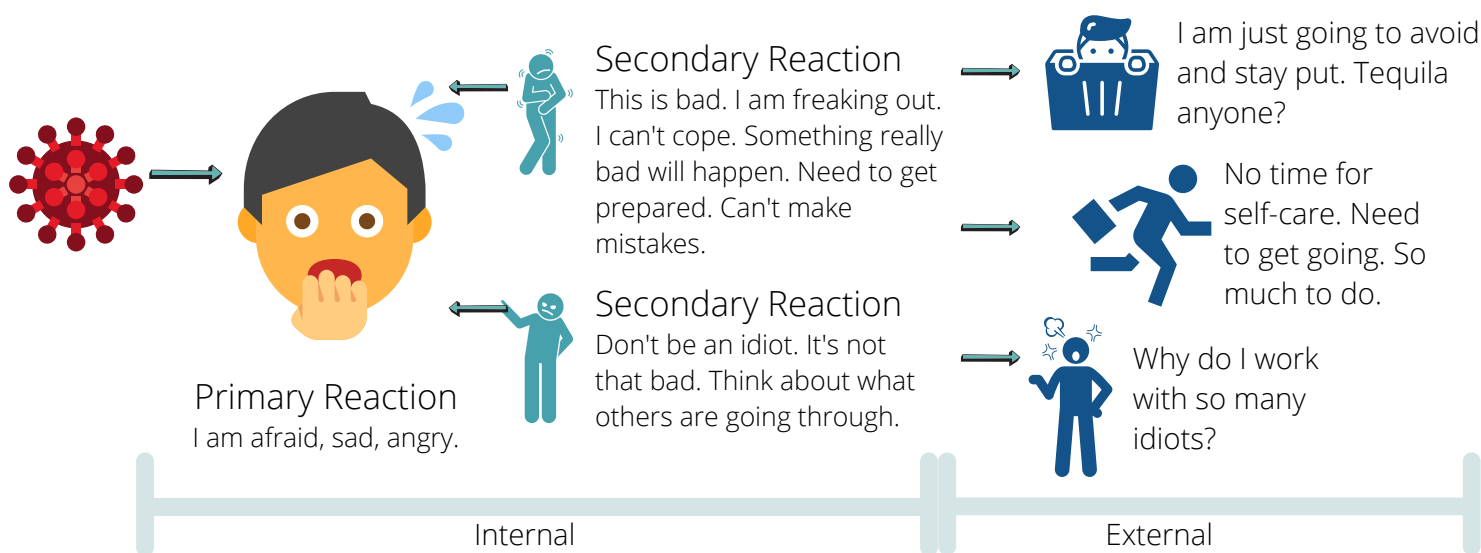 Primary Reaction
I am afraid, sad, angry.
Secondary Reaction
This is bad. I am freaking out.
I can't cope. Something really
bad will happen. Need to get
prepared. Can't make
mistakes.
Secondary Reaction
Don't be an idiot. It's not
that bad. Think about what
others are going through.
I am just going to avoid
and stay put. Tequila
anyone?
No time for
self-care. Need
to get going. So
much to do.
Why do I work
with so many
idiots?
Internal
External